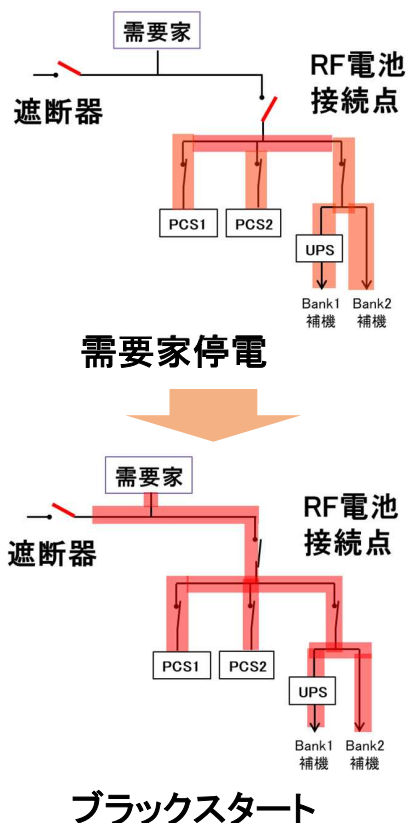 需要家
RF電池
接続点
遮断器
PCS1
PCS2
UPS
Bank1
補機
Bank2
補機
需要家停電
需要家
RF電池
接続点
遮断器
PCS1
PCS2
UPS
Bank1
補機
Bank2
補機
ブラックスタート